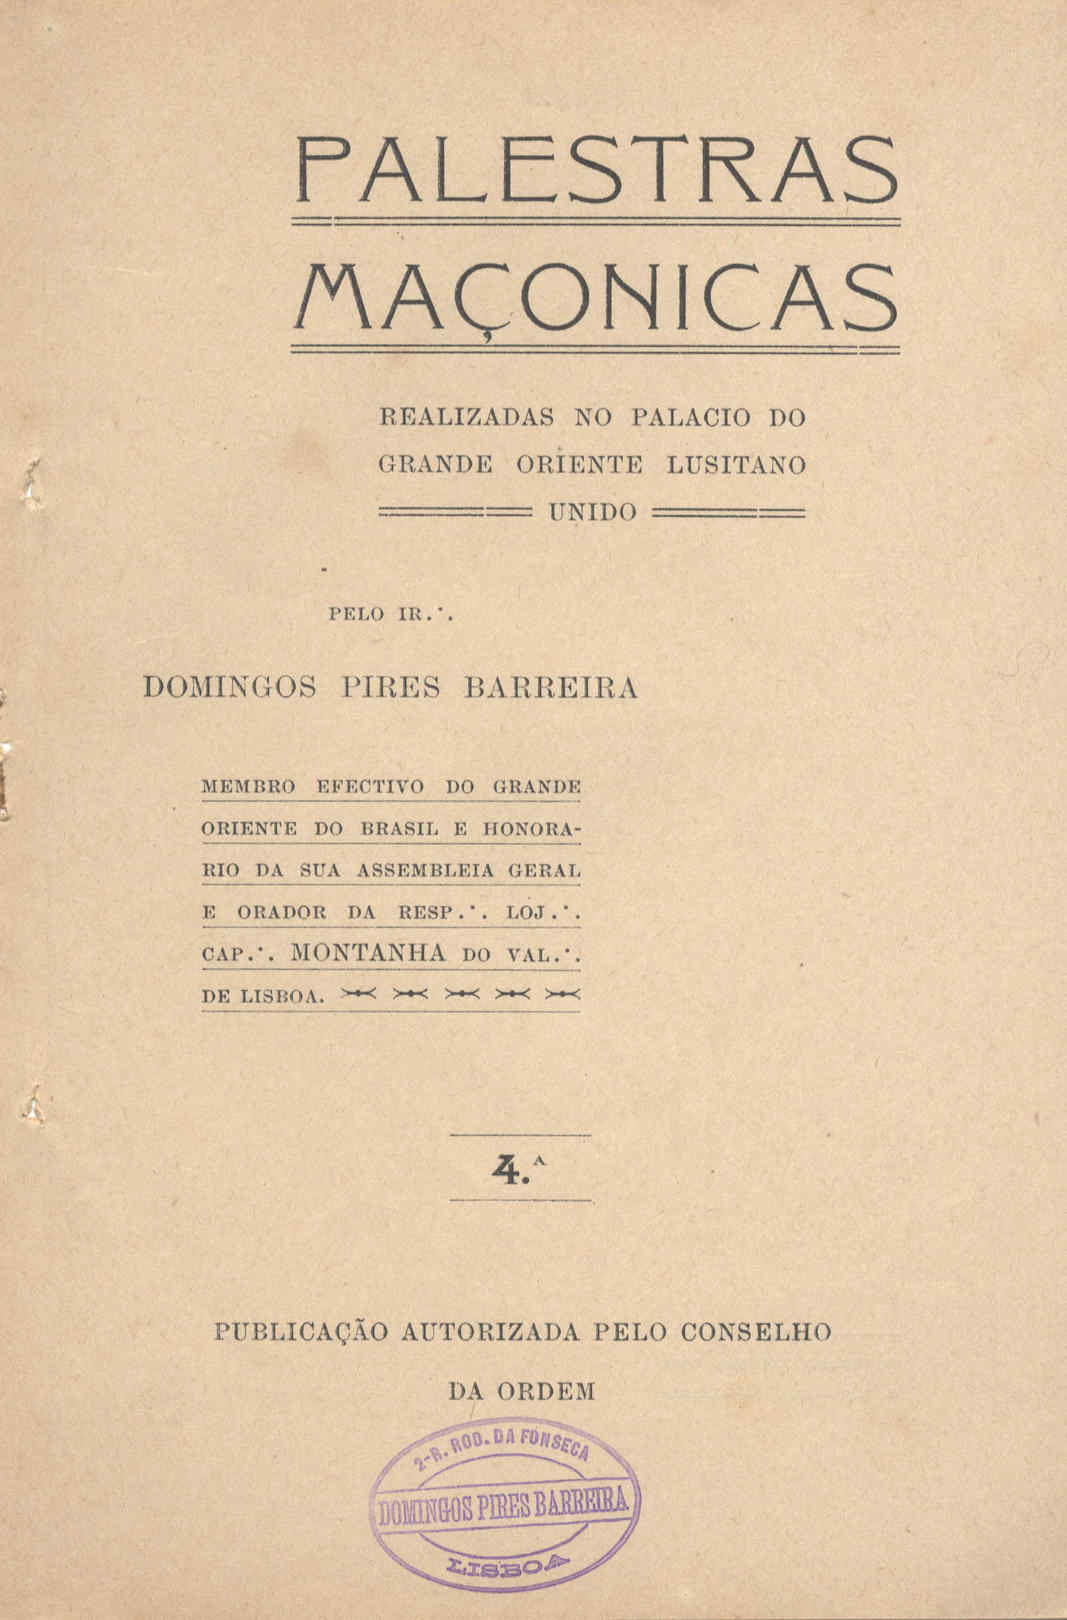 PALESTRAS
MAÇONICAS
REALIZADAS NO PALACIO DO
GRANDE ORIENTE LUSITANO
UNIDO
PELO IR.·.
DOMINGOS PIRES BARREIRA
MEMBRO EFECTIVO DO GRANDE
ORIENTE DO BRASIL E HONORA-
RIO DA SUA ASSEMBLEIA GERAL
E ORADOR DA RESP.·. LOJ.·.
CAP.·. MONTANHA DO VAL.·.
DE LISBOA.
4.ᴬ
PUBLICAÇÃO AUTORIZADA PELO CONSELHO
DA ORDEM
2-R. ROD. DA FONSECA
DOMINGOS PIRES BARREIRA
LISBOA